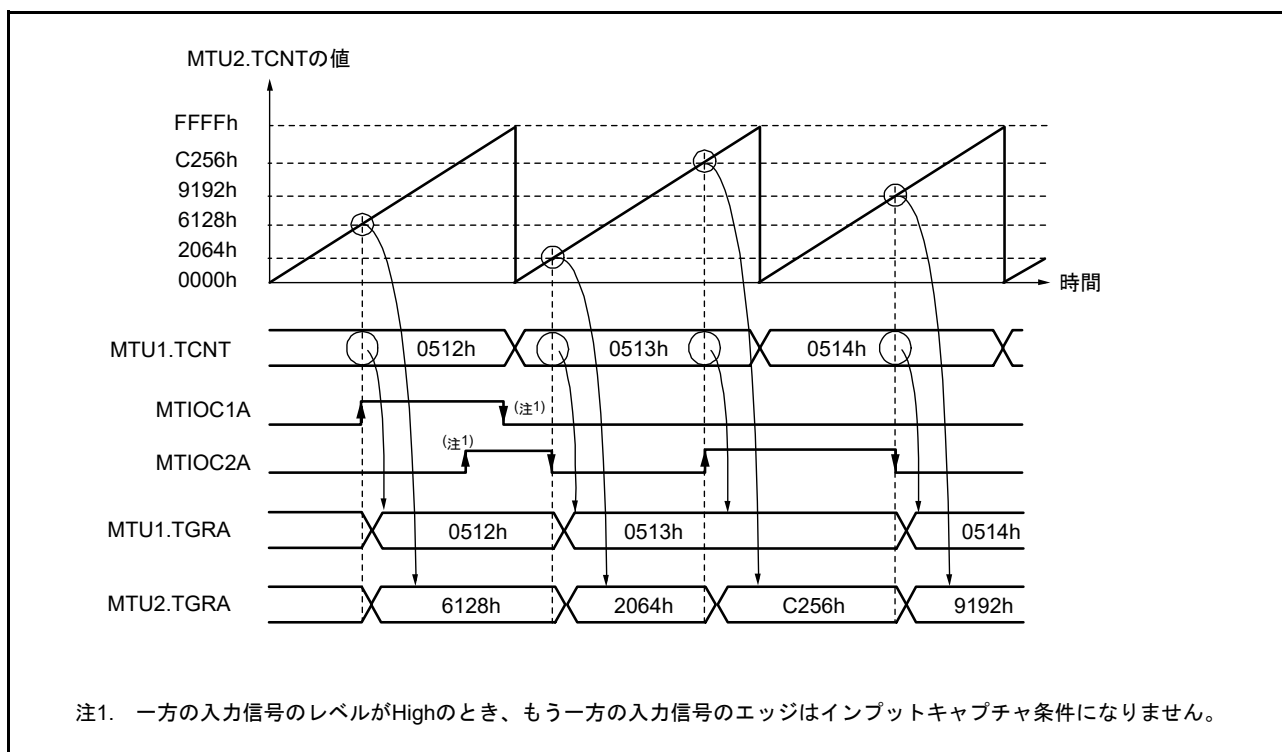 MTU2.TCNTの値
FFFFh
C256h
9192h
6128h
2064h
0000h
時間
MTU1.TCNT 0512h 0513h 0514h
MTIOC1A (注1)
MTIOC2A (注1)
MTU1.TGRA 0512h 0513h 0514h
MTU2.TGRA 6128h 2064h C256h 9192h
注1. 一方の入力信号のレベルがHighのとき、もう一方の入力信号のエッジはインプットキャプチャ条件になりません。